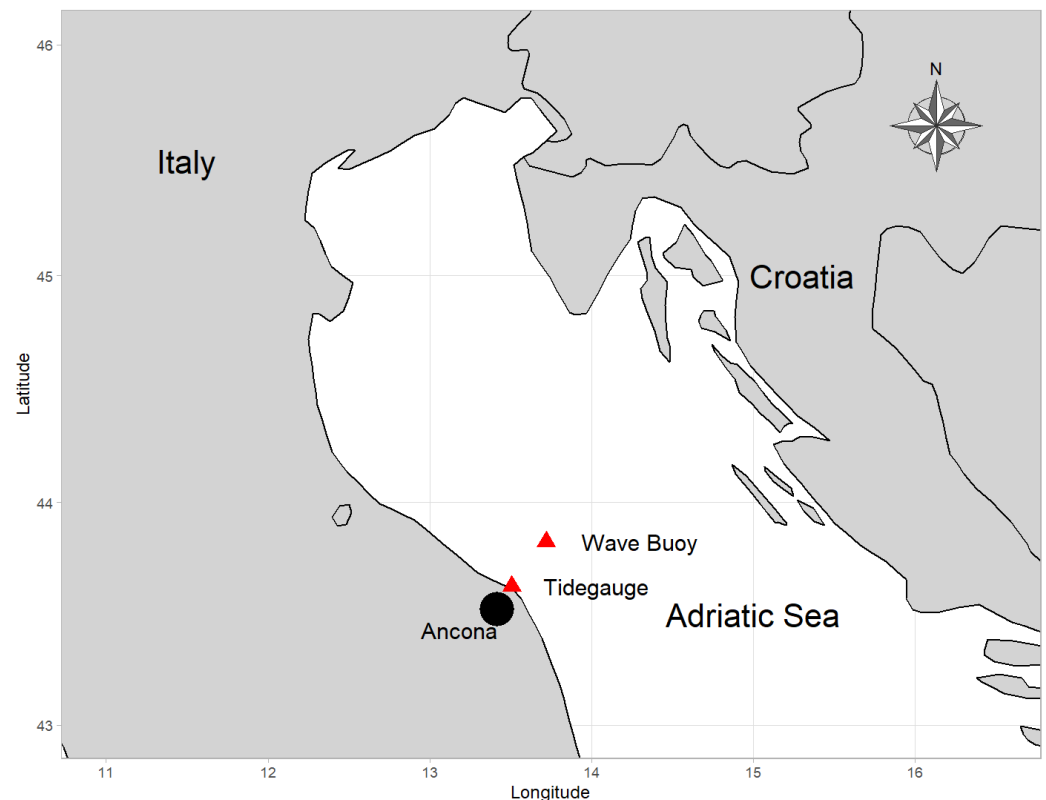 46
N
Italy
45
Croatia
Latitude
44
Wave Buoy
Tidegauge
Adriatic Sea
Ancona
43
11 12 13 14 15 16
Longitude